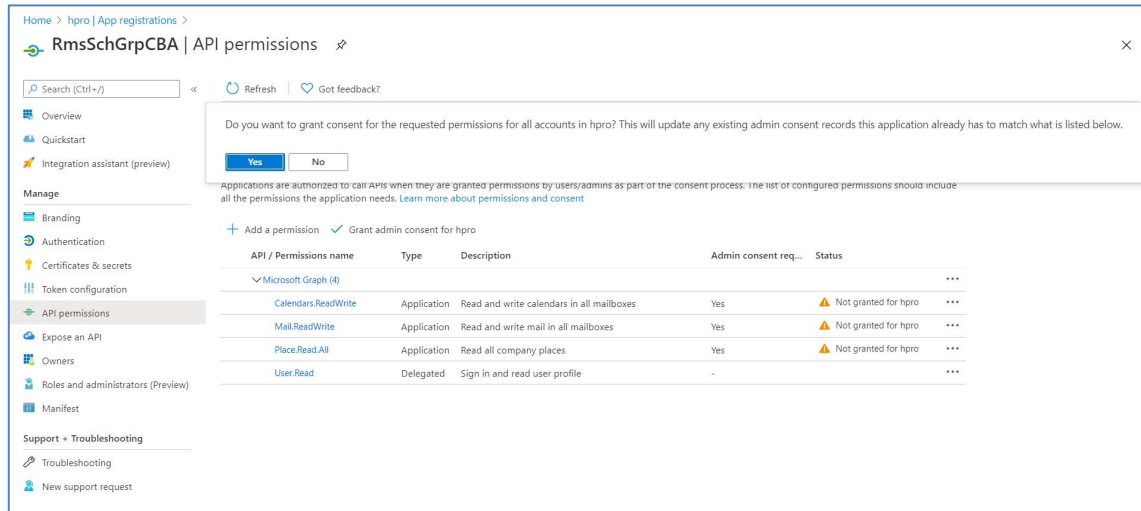 Home > hpro | App registrations >
RmsSchGrpCBA | API permissions
Search (Ctrl+/)
«
Refresh
Got feedback?
Overview
Quickstart
Integration assistant (preview)
Do you want to grant consent for the requested permissions for all accounts in hpro? This will update any existing admin consent records this application already has to match what is listed below.
Yes
No
Applications are authorized to call APIs when they are granted permissions by users/admins as part of the consent process. The list of configured permissions should include
all the permissions the application needs. Learn more about permissions and consent
Manage
Branding
Authentication
Certificates & secrets
Token configuration
API permissions
Expose an API
Owners
Roles and administrators (Preview)
Manifest
Support + Troubleshooting
Troubleshooting
New support request
Add a permission
Grant admin consent for hpro
API / Permissions name Type Description Admin consent req... Status
Microsoft Graph (4)
Calendars.ReadWrite Application Read and write calendars in all mailboxes Yes Not granted for hpro
Mail.ReadWrite Application Read and write mail in all mailboxes Yes Not granted for hpro
Place.Read.All Application Read all company places Yes Not granted for hpro
User.Read Delegated Sign in and read user profile -